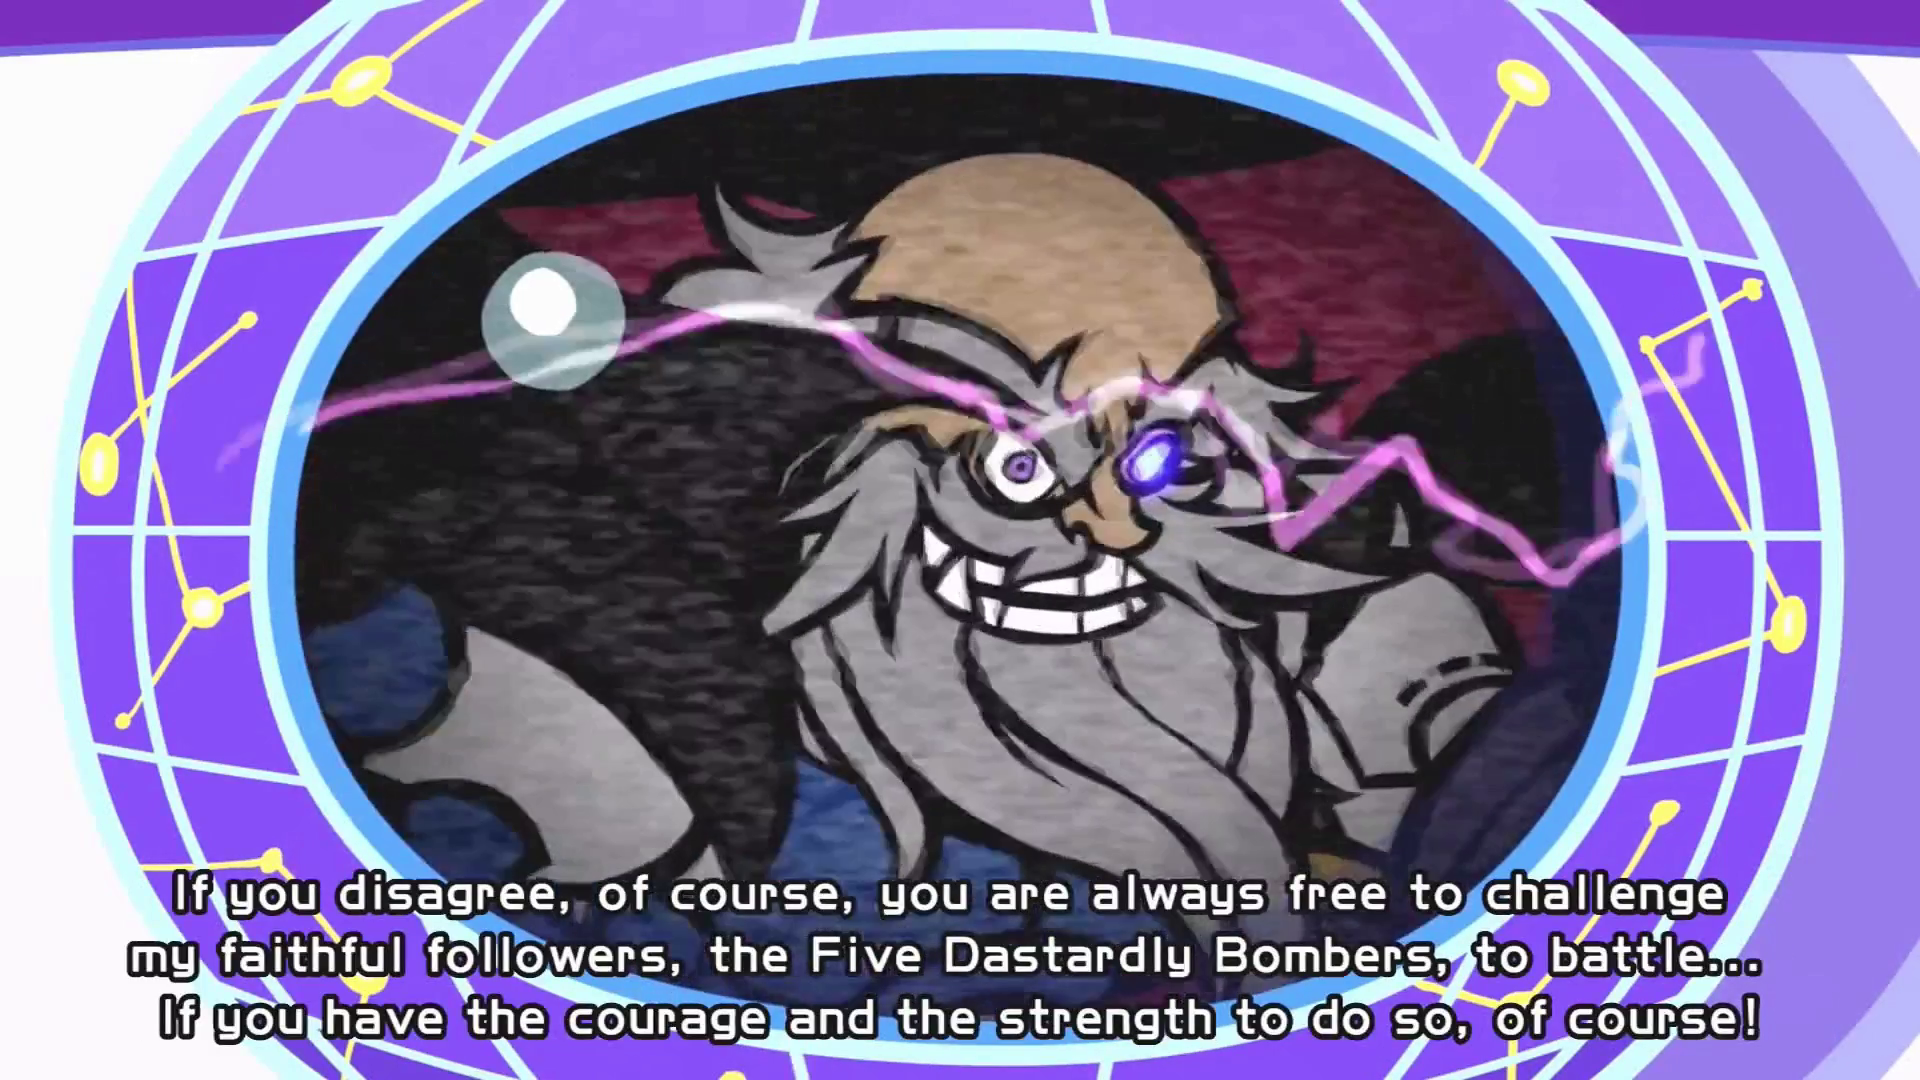 If you disagree, of course, you are always free to challenge
my faithful followers, the Five Dastardly Bombers, to battle...
If you have the courage and the strength to do so, of course!